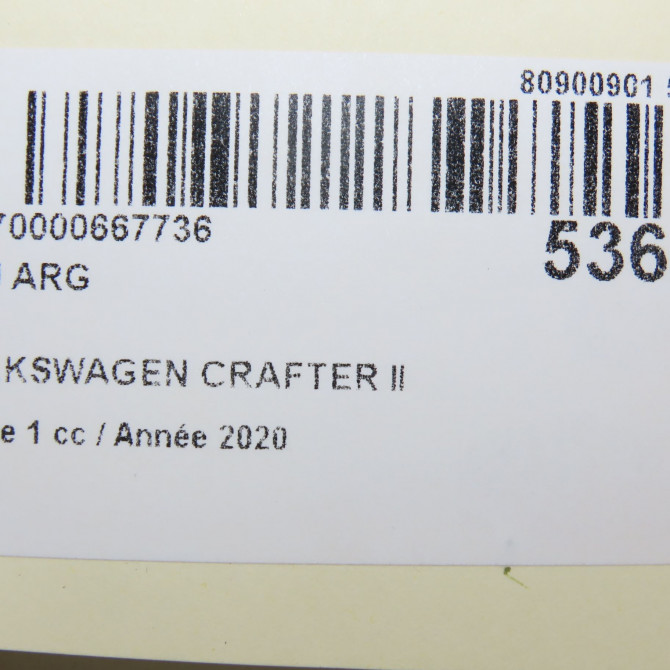 80900901
70000667736
536
ARG
KSWAGEN CRAFTER II
e 1 cc / Année 2020